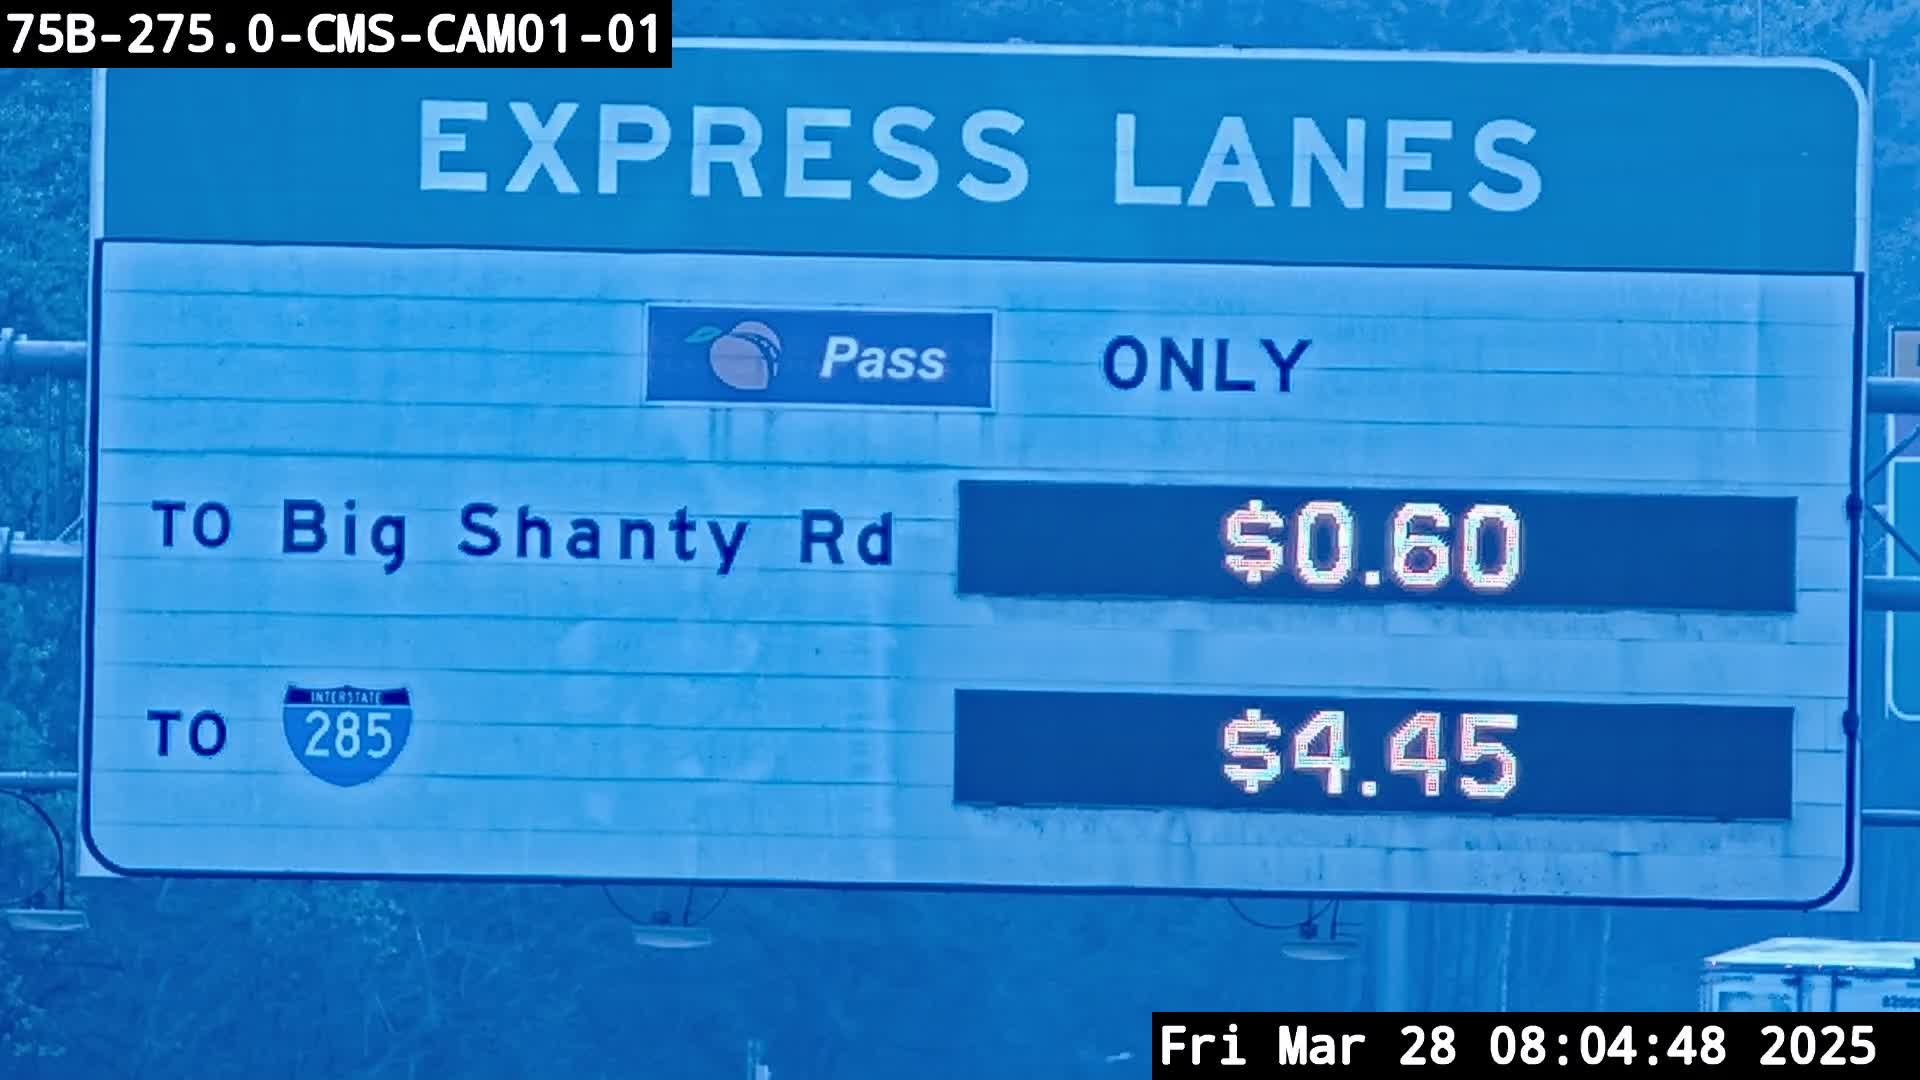 75B-275.0-CMS-CAM01-01
EXPRESS LANES
Pass ONLY
TO Big Shanty Rd $0.60
TO INTERSTATE 285 $4.45
Fri Mar 28 08:04:48 2025